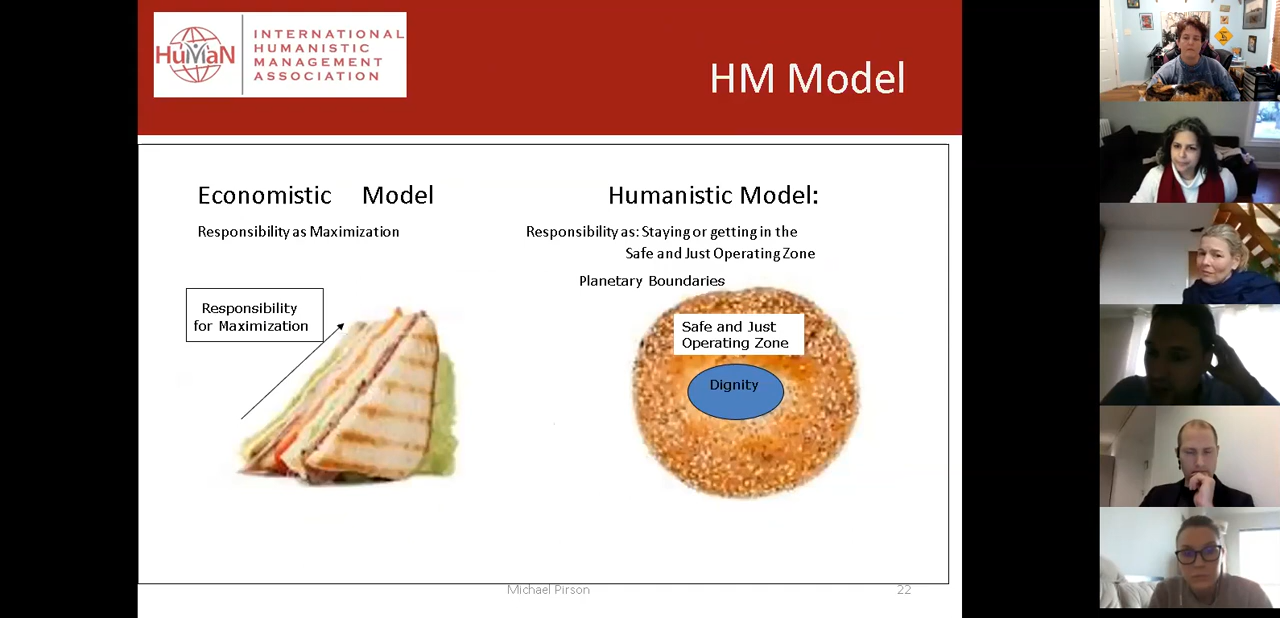 HuMaN
INTERNATIONAL
HUMANISTIC
MANAGEMENT
ASSOCIATION
HM Model
Economistic Model
Responsibility as Maximization
Responsibility
for Maximization
Humanistic Model:
Responsibility as: Staying or getting in the
Safe and Just Operating Zone
Planetary Boundaries
Safe and Just
Operating Zone
Dignity
Michael Pirson
22